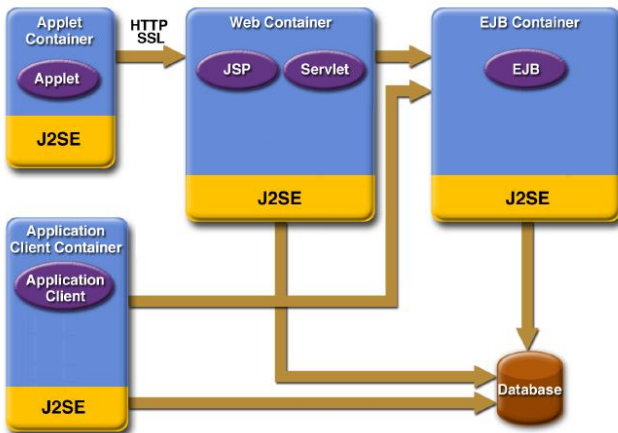 Applet
Container
Applet
J2SE
HTTP
SSL
Web Container
JSP
Servlet
J2SE
EJB Container
EJB
J2SE
Application
Client Container
Application
Client
J2SE
Database